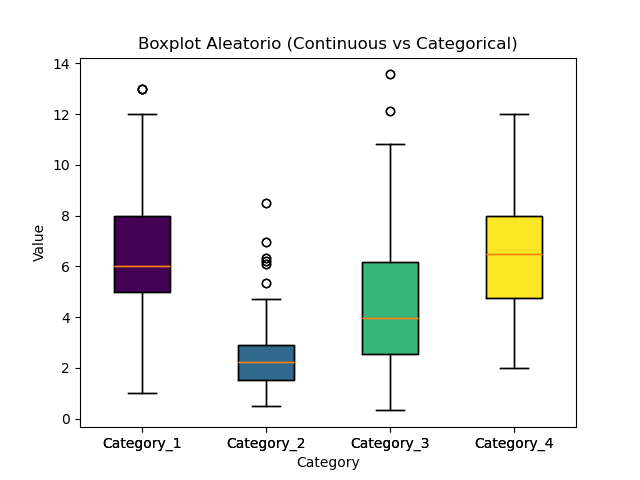 Boxplot Aleatorio (Continuous vs Categorical)
14
12
10
8
6
4
2
0
Value
Category_1 Category_2 Category_3 Category_4
Category